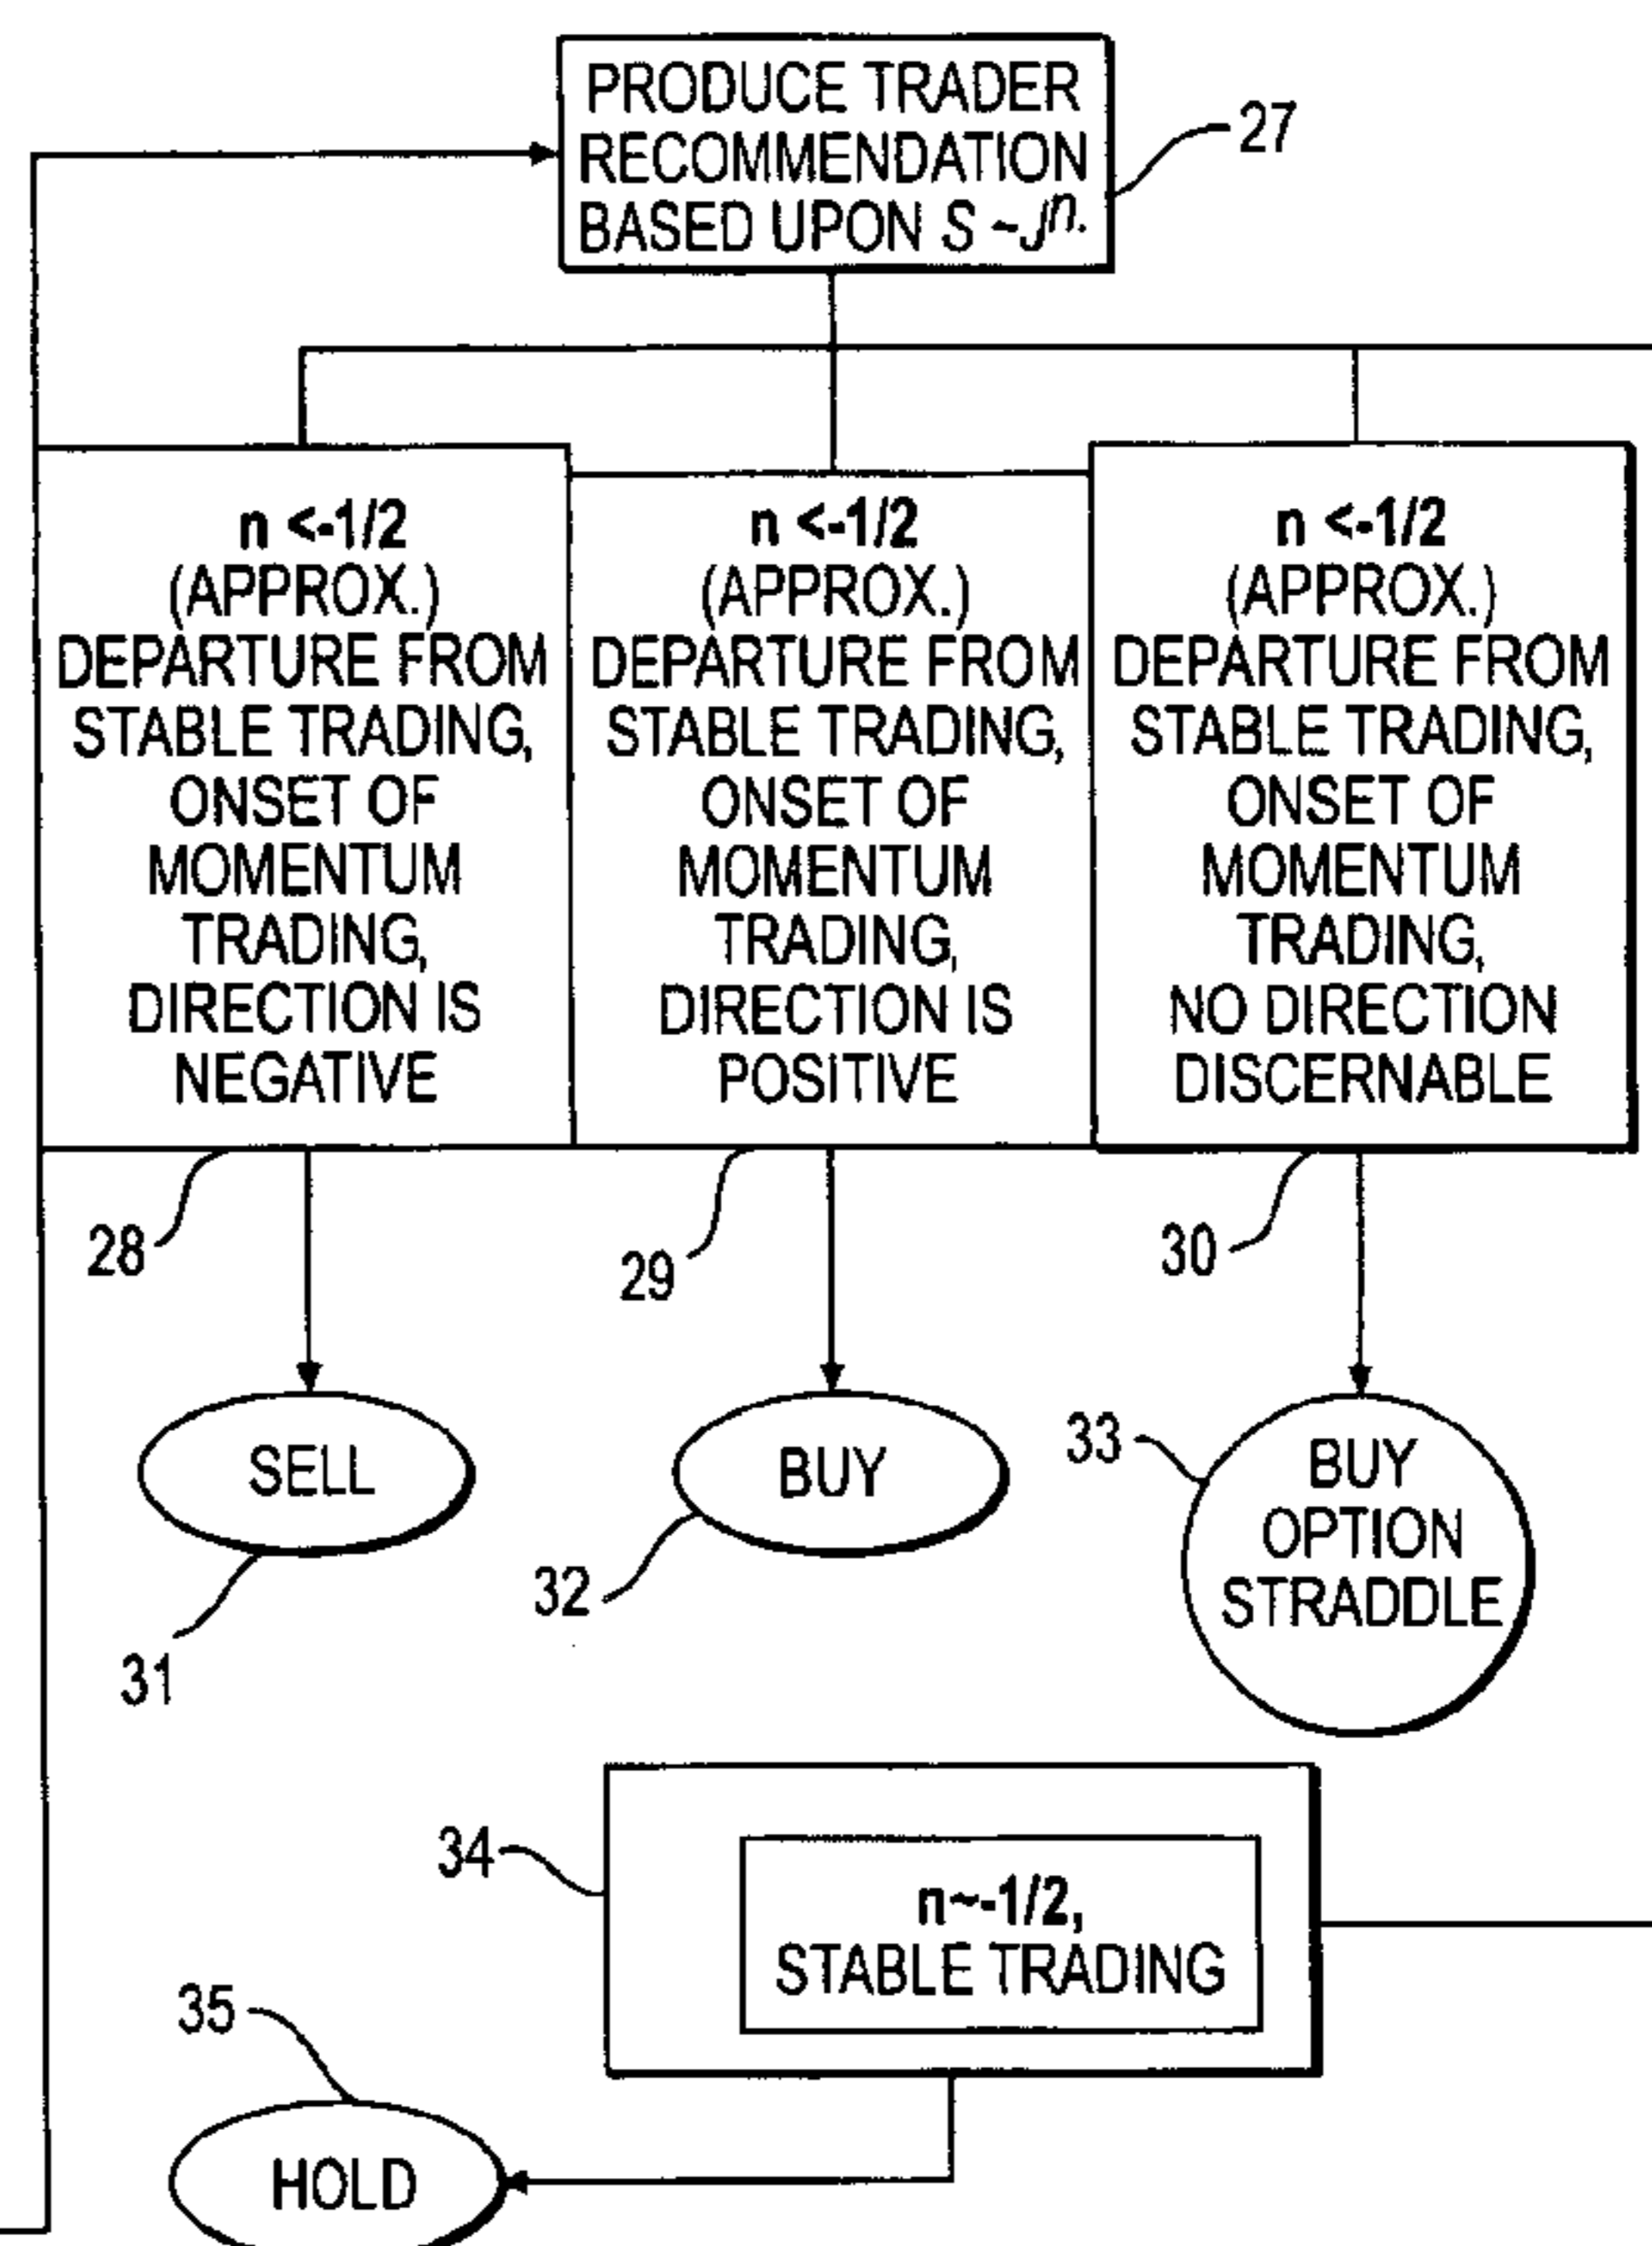 PRODUCE TRADER
RECOMMENDATION
BASED UPON S ~Jⁿ.
27
n <-1/2
(APPROX.)
DEPARTURE FROM
STABLE TRADING,
ONSET OF
MOMENTUM
TRADING,
DIRECTION IS
NEGATIVE
n <-1/2
(APPROX.)
DEPARTURE FROM
STABLE TRADING,
ONSET OF
MOMENTUM
TRADING,
DIRECTION IS
POSITIVE
n <-1/2
(APPROX.)
DEPARTURE FROM
STABLE TRADING,
ONSET OF
MOMENTUM
TRADING,
NO DIRECTION
DISCERNABLE
28
29
30
SELL
31
BUY
32
33
BUY
OPTION
STRADDLE
34
n~-1/2,
STABLE TRADING
35
HOLD